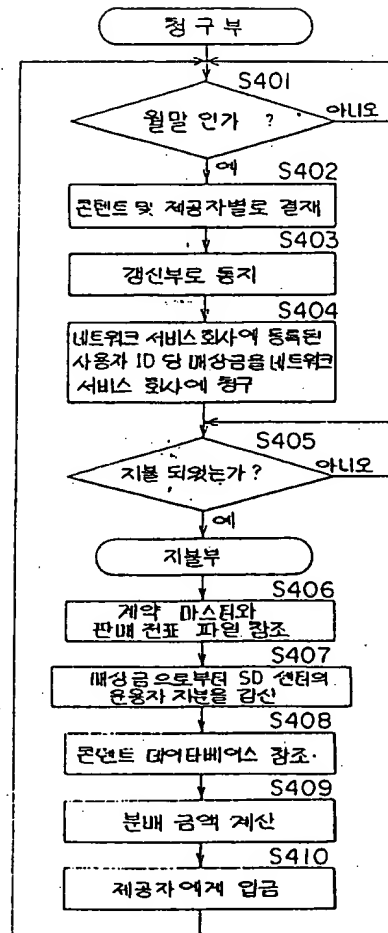 청구부
S401
월말 인가 ?
아니오
예
S402
콘텐트 및 제공자별로 결재
S403
갱신부로 통지
S404
네트워크 서비스 회사에 등록된
사용자 ID 당 매상금을 네트워크
서비스 회사에 청구
S405
지불 되었는가?
아니오
예
지불부
S406
계약 마스터와
판매 전표 파일 참조
S407
매상금으로부터 SD 센터의
운용자 지분을 감산
S408
콘텐트 데이타베이스 참조
S409
분배 금액 계산
S410
제공자에게 입금